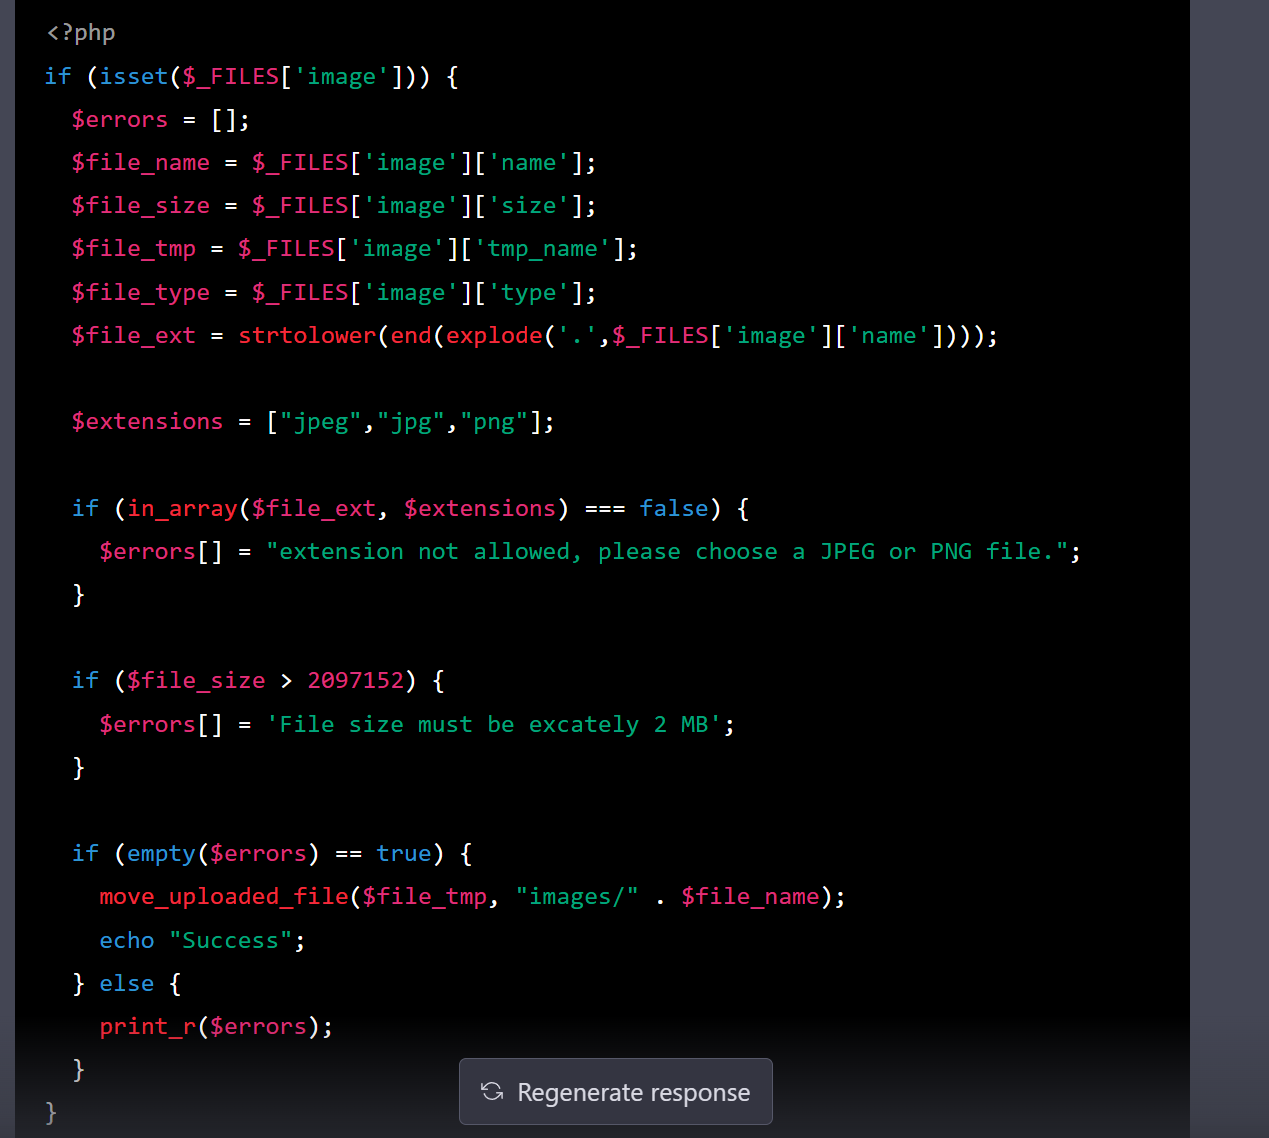 <?php
if (isset($_FILES['image'])) {
  $errors = [];
  $file_name = $_FILES['image']['name'];
  $file_size = $_FILES['image']['size'];
  $file_tmp = $_FILES['image']['tmp_name'];
  $file_type = $_FILES['image']['type'];
  $file_ext = strtolower(end(explode('.',$_FILES['image']['name'])));
  $extensions = ["jpeg","jpg","png"];
  if (in_array($file_ext, $extensions) === false) {
    $errors[] = "extension not allowed, please choose a JPEG or PNG file.";
  }
  if ($file_size > 2097152) {
    $errors[] = 'File size must be excately 2 MB';
  }
  if (empty($errors) == true) {
    move_uploaded_file($file_tmp, "images/" . $file_name);
    echo "Success";
  } else {
    print_r($errors);
  }
}
Regenerate response